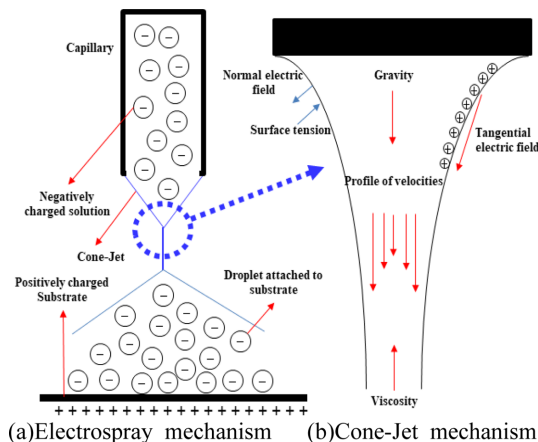 Capillary
Negatively
charged solution
Cone-Jet
Positively charged
Substrate
Droplet attached to
substrate
(a)Electrospray mechanism
Normal electric
field
Surface tension
Gravity
Tangential
electric field
Profile of velocities
Viscosity
(b)Cone-Jet mechanism